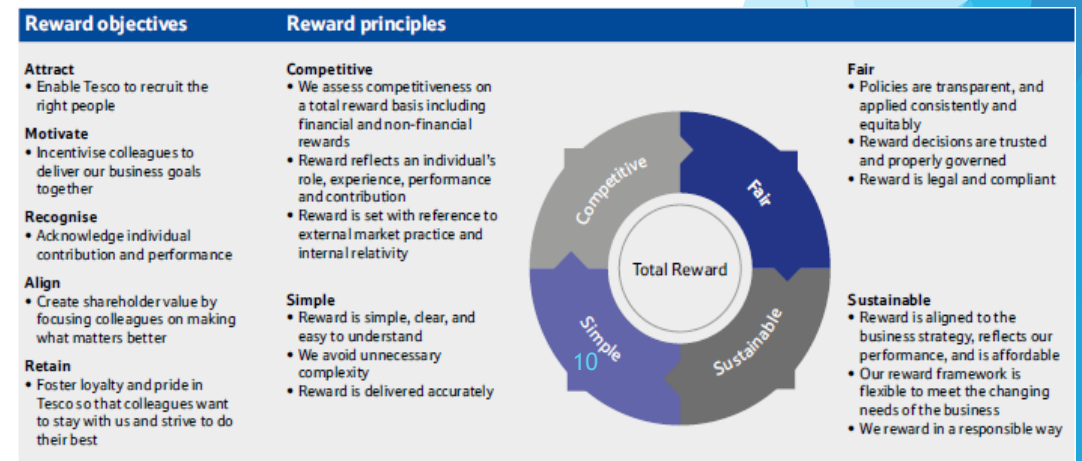 Reward objectives
Reward principles
Attract
• Enable Tesco to recruit the
right people
Motivate
• Incentivise colleagues to
deliver our business goals
together
Recognise
• Acknowledge individual
contribution and performance
Align
• Create shareholder value by
focusing colleagues on making
what matters better
Retain
• Foster loyalty and pride in
Tesco so that colleagues want
to stay with us and strive to do
their best
Competitive
• We assess competitiveness on
a total reward basis including
financial and non-financial
rewards
• Reward reflects an individual's
role, experience, performance
and contribution
• Reward is set with reference to
external market practice and
internal relativity
Simple
• Reward is simple, clear, and
easy to understand
• We avoid unnecessary
complexity
• Reward is delivered accurately
Competitive
Fair
Total Reward
Simple
10
Sustainable
Fair
• Policies are transparent, and
applied consistently and
equitably
• Reward decisions are trusted
and properly governed
• Reward is legal and compliant
Sustainable
• Reward is aligned to the
business strategy, reflects our
performance, and is affordable
• Our reward framework is
flexible to meet the changing
needs of the business
• We reward in a responsible way